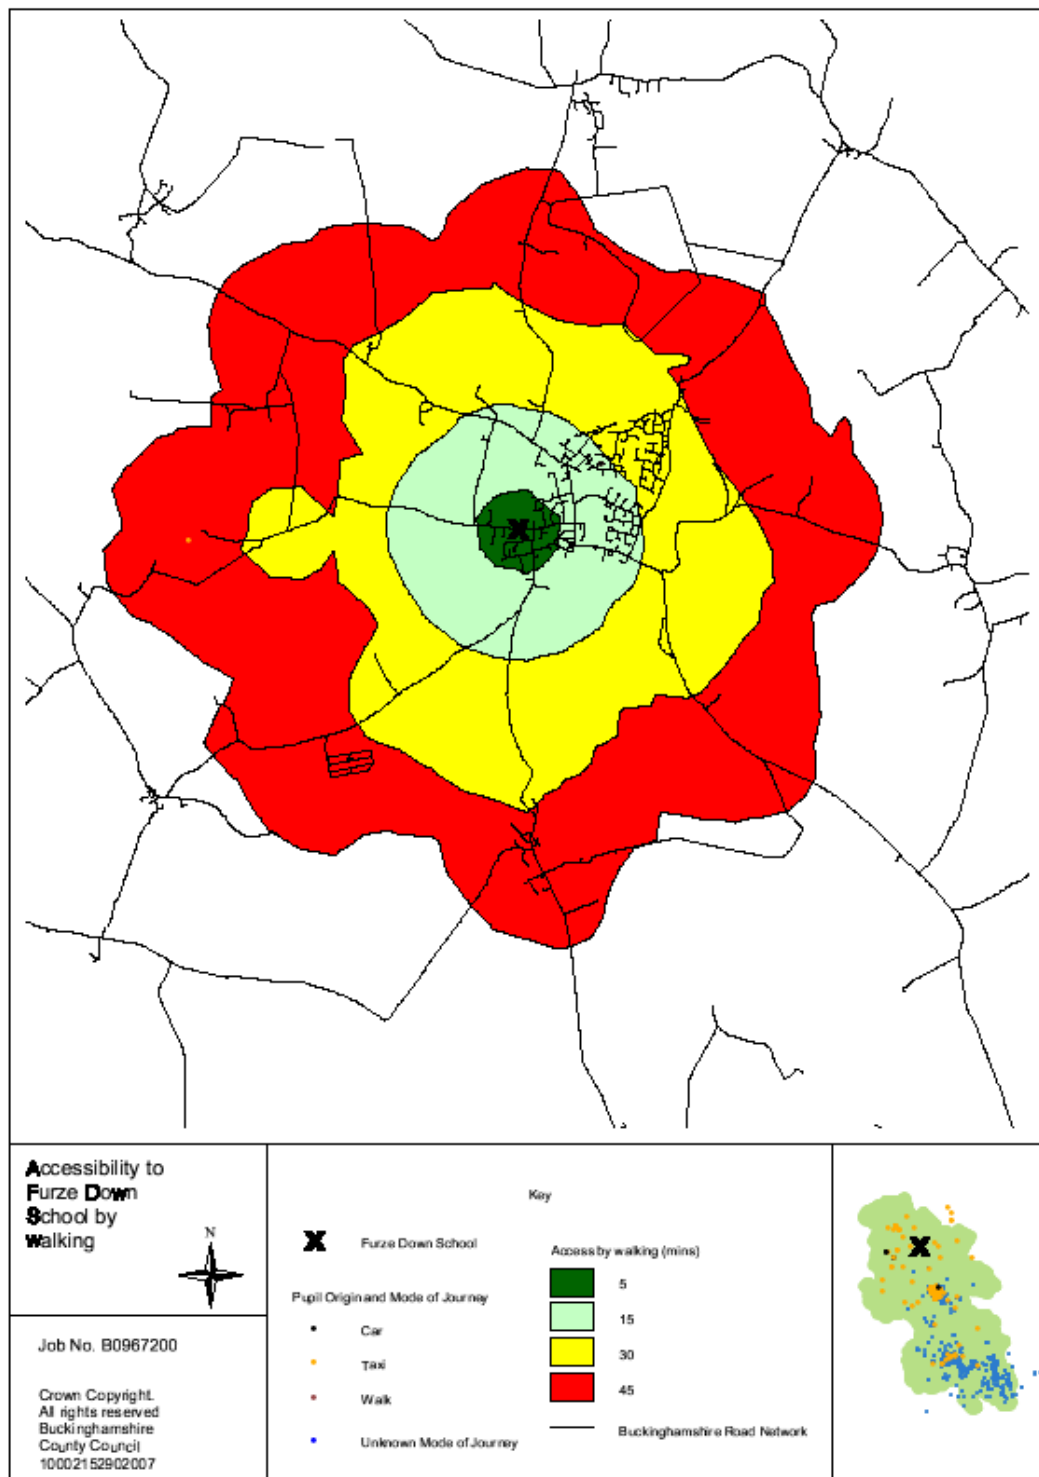 Accessibility to
Furze Down
School by
walking
N
Job No. B0967200
Crown Copyright.
All rights reserved
Buckinghamshire
County Council
10002152902007
Key
X Furze Down School
Pupil Origin and Mode of Journey
Car
Taxi
Walk
Unknown Mode of Journey
Access by walking (mins)
5
15
30
45
Buckinghamshire Road Network